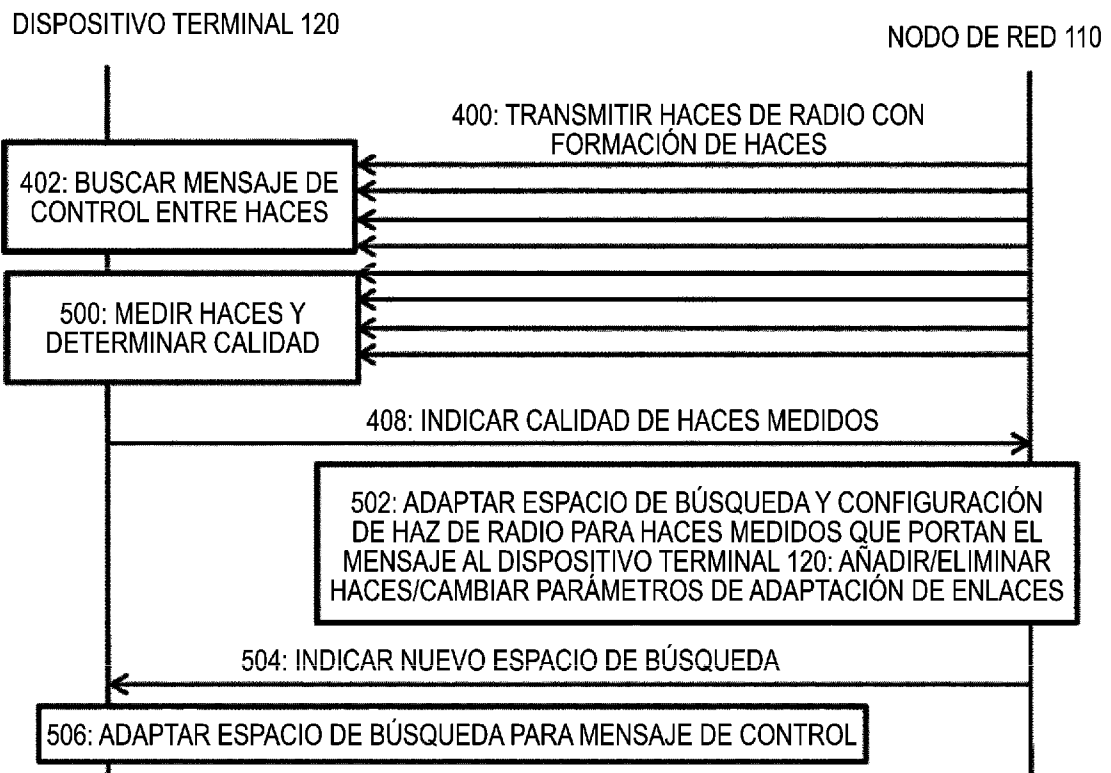 DISPOSITIVO TERMINAL 120
NODO DE RED 110
400: TRANSMITIR HACES DE RADIO CON
FORMACIÓN DE HACES
402: BUSCAR MENSAJE DE
CONTROL ENTRE HACES
500: MEDIR HACES Y
DETERMINAR CALIDAD
408: INDICAR CALIDAD DE HACES MEDIDOS
502: ADAPTAR ESPACIO DE BÚSQUEDA Y CONFIGURACIÓN
DE HAZ DE RADIO PARA HACES MEDIDOS QUE PORTAN EL
MENSAJE AL DISPOSITIVO TERMINAL 120: AÑADIR/ELIMINAR
HACES/CAMBIAR PARÁMETROS DE ADAPTACIÓN DE ENLACES
504: INDICAR NUEVO ESPACIO DE BÚSQUEDA
506: ADAPTAR ESPACIO DE BÚSQUEDA PARA MENSAJE DE CONTROL